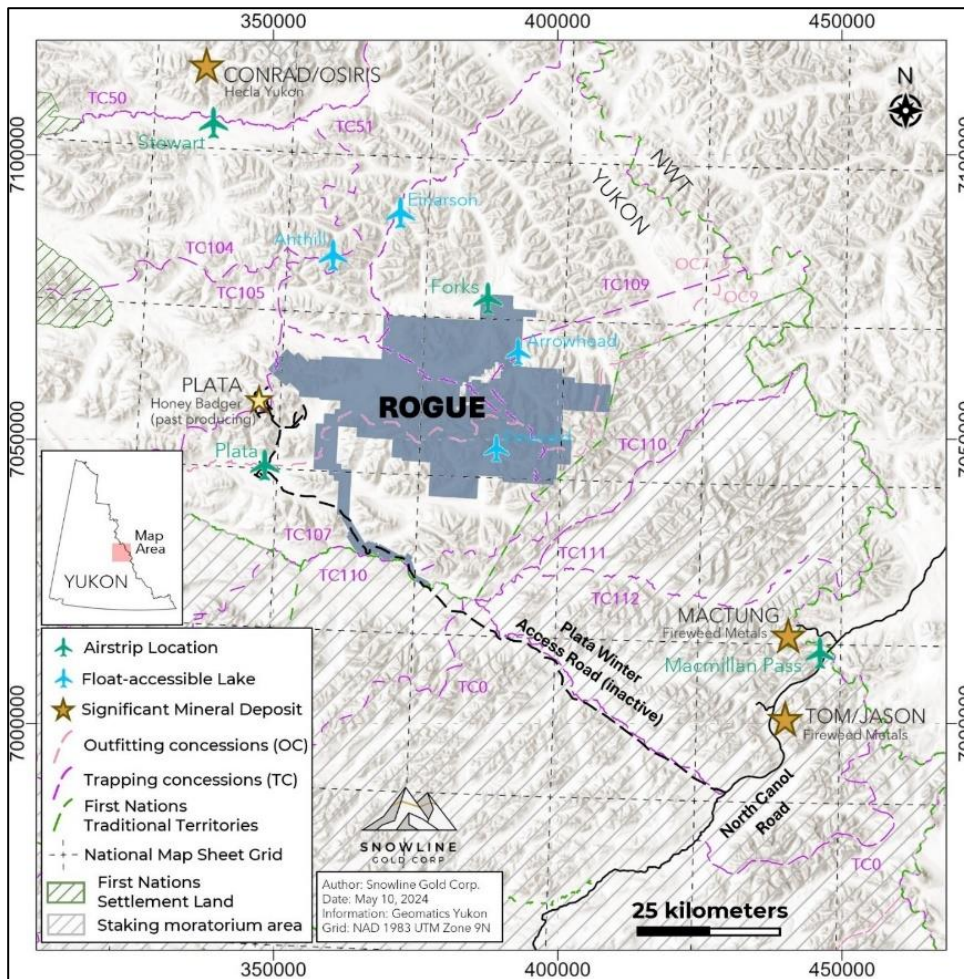 350000
400000
450000
CONRAD/OSIRIS
Hecla Yukon
N
TC50
TC51
Stewart
7100000
7100000
NWT
YUKON
Einarson
Anthill
TC104
TC105
OC7
TC109
OC9
Forks
Arrowhead
PLATA
Honey Badger
(past producing)
ROGUE
7050000
7050000
TC110
Plata
Map
Area
YUKON
TC107
TC110
TC111
TC112
MACTUNG
Fireweed Metals
Macmillan Pass
Plata Winter
Access Road (inactive)
TC0
7000000
7000000
TOM/JASON
Fireweed Metals
North Canol
Road
TC0
Airstrip Location
Float-accessible Lake
Significant Mineral Deposit
Outfitting concessions (OC)
Trapping concessions (TC)
First Nations
Traditional Territories
National Map Sheet Grid
First Nations
Settlement Land
Staking moratorium area
SNOWLINE
GOLD CORP
Author: Snowline Gold Corp.
Date: May 10, 2024
Information: Geomatics Yukon
Grid: NAD 1983 UTM Zone 9N
25 kilometers
350000
400000
450000